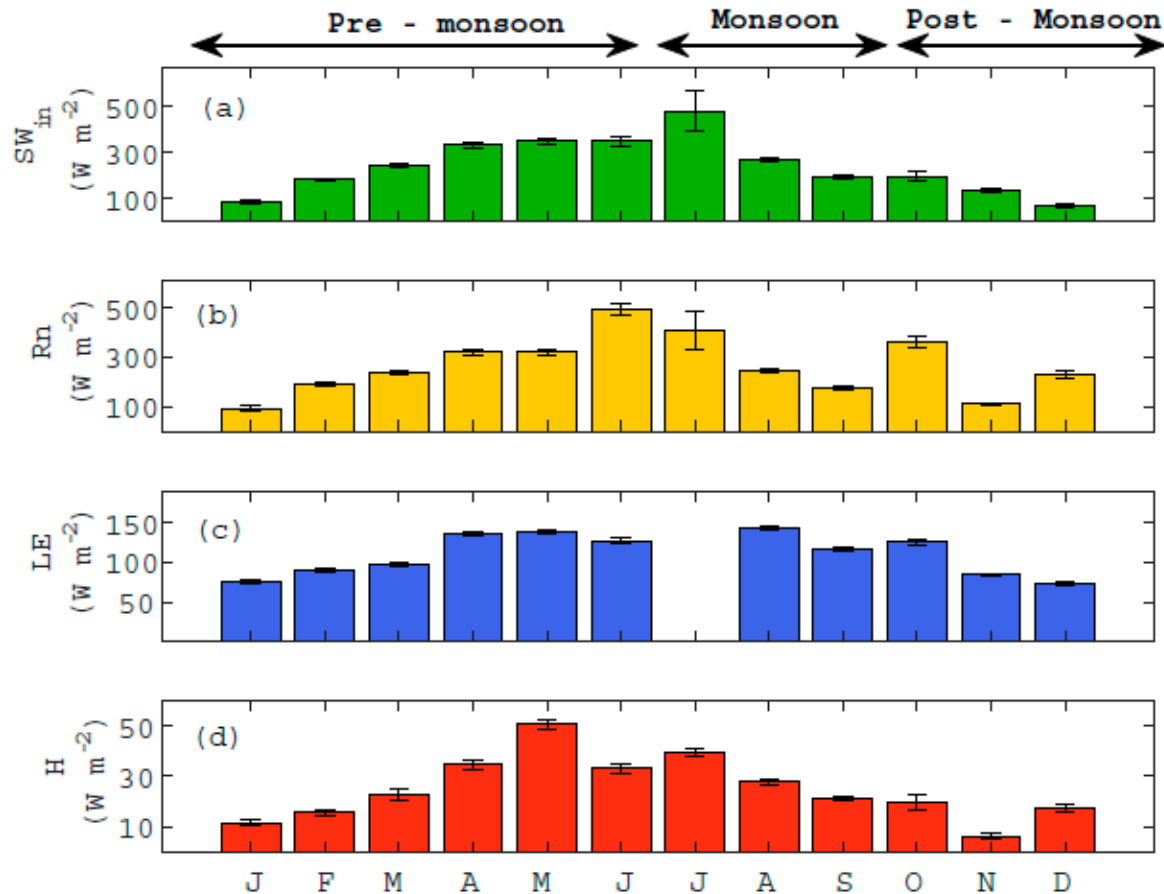 Pre - monsoon Monsoon Post - Monsoon
(a)
SW_in
(W m^-2)
500
300
100
(b)
Rn
(W m^-2)
500
300
100
(c)
LE
(W m^-2)
150
100
50
(d)
H
(W m^-2)
50
30
10
J F M A M J J A S O N D